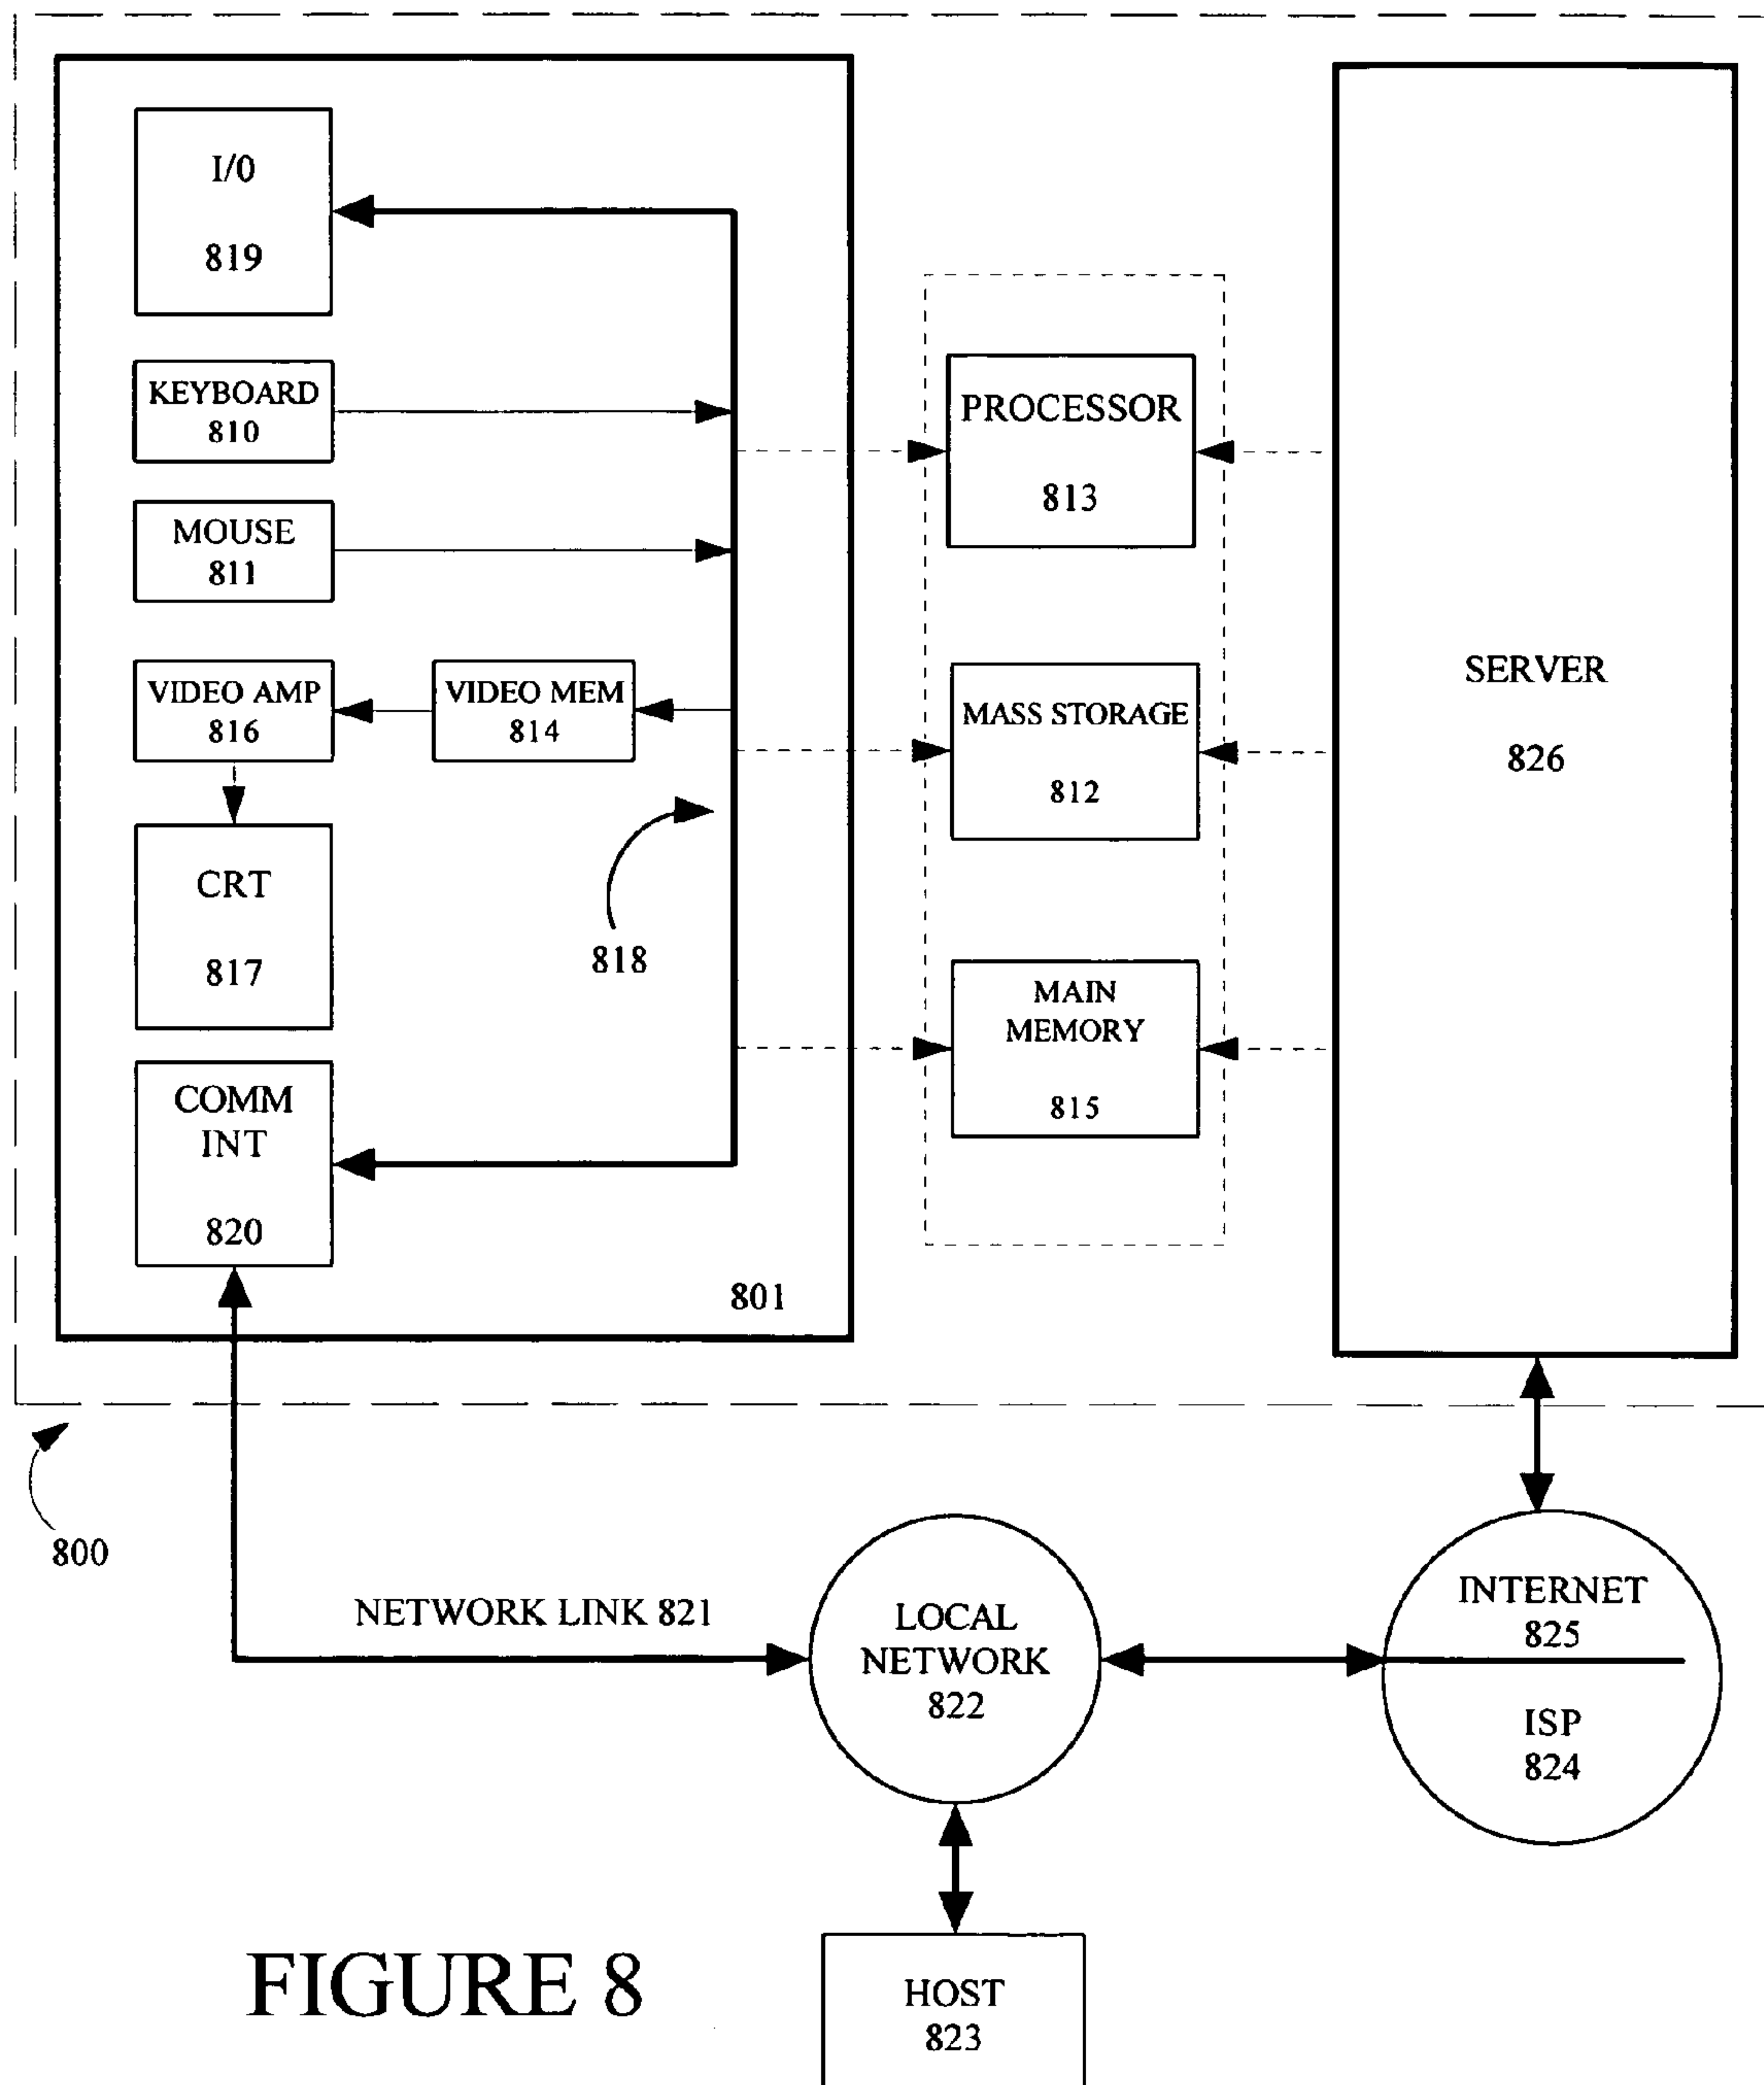 I/0
819
KEYBOARD
810
MOUSE
811
VIDEO AMP
816
VIDEO MEM
814
CRT
817
818
COMM
INT
820
801
PROCESSOR
813
MASS STORAGE
812
MAIN
MEMORY
815
SERVER
826
800
NETWORK LINK 821
LOCAL
NETWORK
822
INTERNET
825
ISP
824
HOST
823
FIGURE 8